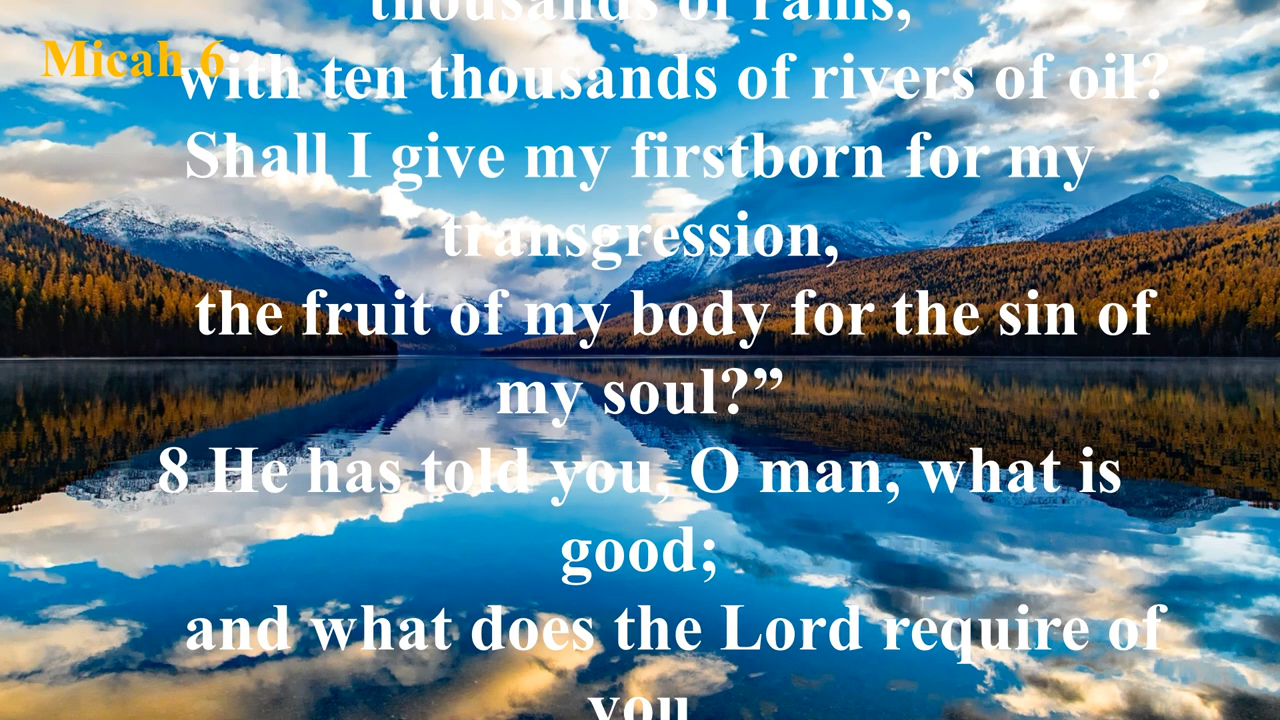 thousands of rams,
Micah 6
with ten thousands of rivers of oil?
Shall I give my firstborn for my
transgression,
the fruit of my body for the sin of
my soul?”
8 He has told you, O man, what is
good;
and what does the Lord require of
you